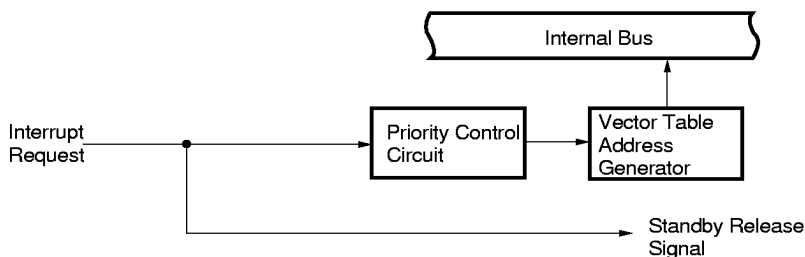 Internal Bus
Interrupt
Request
Priority Control
Circuit
Vector Table
Address
Generator
Standby Release
Signal